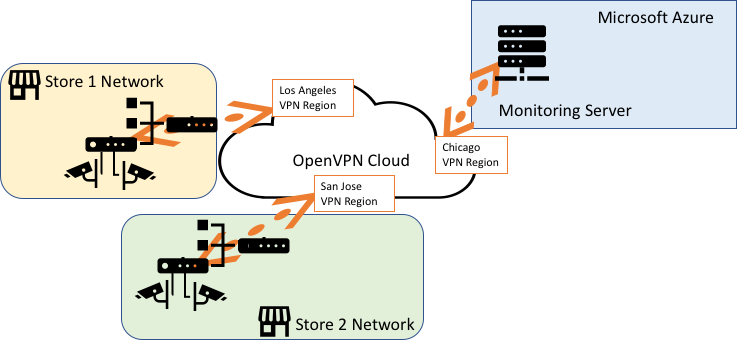 Microsoft Azure
Monitoring Server
Store 1 Network
Los Angeles
VPN Region
OpenVPN Cloud
Chicago
VPN Region
San Jose
VPN Region
Store 2 Network